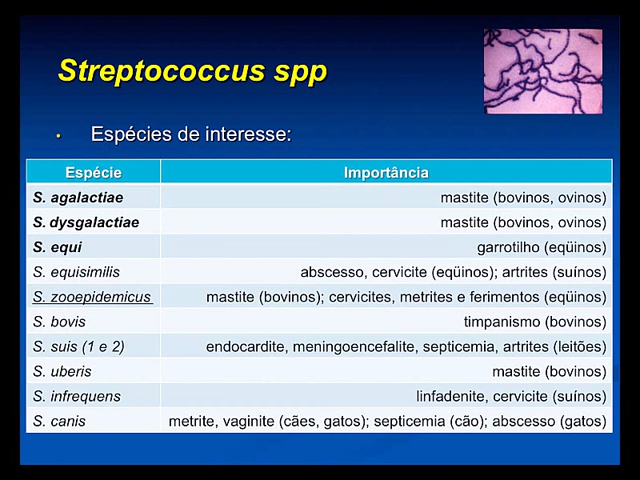 Streptococcus spp
• Espécies de interesse:
Espécie Importância
S. agalactiae mastite (bovinos, ovinos)
S. dysgalactiae mastite (bovinos, ovinos)
S. equi garrotilho (eqüinos)
S. equisimilis abscesso, cervicite (eqüinos); artrites (suínos)
S. zooepidemicus mastite (bovinos); cervicites, metrites e ferimentos (eqüinos)
S. bovis timpanismo (bovinos)
S. suis (1 e 2) endocardite, meningoencefalite, septicemia, artrites (leitões)
S. uberis mastite (bovinos)
S. infrequens linfadenite, cervicite (suínos)
S. canis metrite, vaginite (cães, gatos); septicemia (cão); abscesso (gatos)